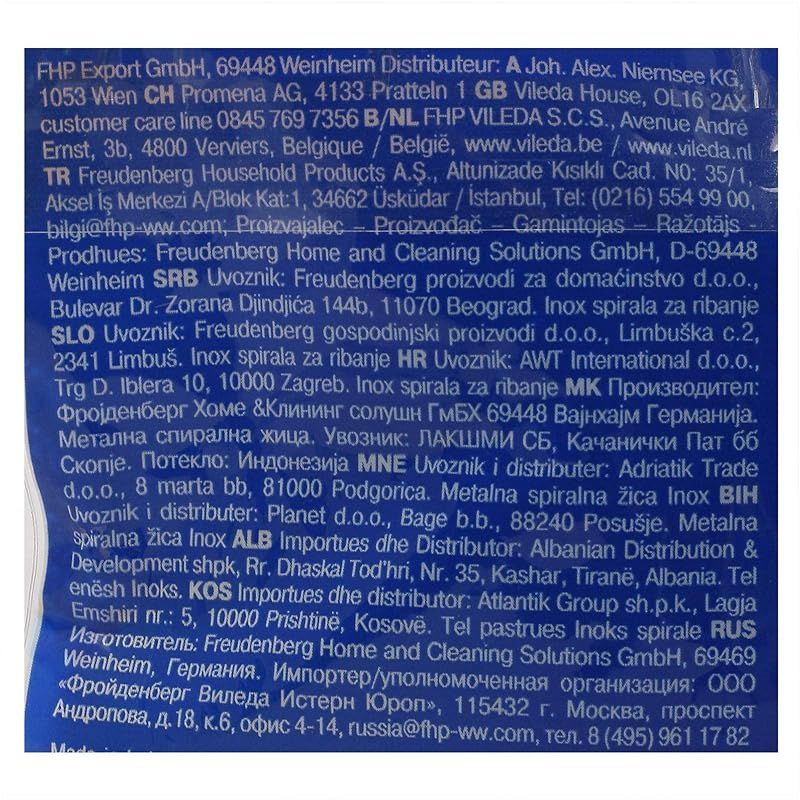 FHP Export GmbH, 69448 Weinheim Distributeur: A Joh. Alex. Niernsee KG,
1053 Wien CH Promena AG, 4133 Pratteln 1 GB Vileda House, OL16 2AX,
customer care line 0845 769 7356 B/NL FHP VILEDA S.C.S., Avenue André
Ernst, 3b, 4800 Verviers, Belgique / België, www.vileda.be / www.vileda.nl
TR Freudenberg Household Products A.Ş., Altunizade Kısıklı Cad. N0: 35/1,
Aksel İş Merkezi A/Blok Kat:1, 34662 Üsküdar / İstanbul, Tel: (0216) 554 99 00,
bilgi@fhp-ww.com; Proizvajalec – Proizvođač – Gamintojas – Ražotājs -
Prodhues: Freudenberg Home and Cleaning Solutions GmbH, D-69448
Weinheim SRB Uvoznik: Freudenberg proizvodi za domaćinstvo d.o.o.,
Bulevar Dr. Zorana Djindjića 144b, 11070 Beograd. Inox spirala za ribanje
SLO Uvoznik: Freudenberg gospodinjski proizvodi d.o.o., Limbuška c.2,
2341 Limbuš. Inox spirala za ribanje HR Uvoznik: AWT International d.o.o.,
Trg D. Iblera 10, 10000 Zagreb. Inox spirala za ribanje MK Производител:
Фројденберг Хоме &Клининг солушн ГмБХ 69448 Вајнхајм Германија.
Метална спирална жица. Увозник: ЛАКШМИ СБ, Качанички Пат бб
Скопје. Потекло: Индонезија MNE Uvoznik i distributer: Adriatik Trade
d.o.o., 8 marta bb, 81000 Podgorica. Metalna spiralna žica Inox BIH
Uvoznik i distributer: Planet d.o.o., Bage b.b., 88240 Posušje. Metalna
spiralna žica Inox ALB Importues dhe Distributor: Albanian Distribution &
Development shpk, Rr. Dhaskal Tod'hri, Nr. 35, Kashar, Tiranë, Albania. Tel
enësh Inoks. KOS Importues dhe distributor: Atlantik Group sh.p.k., Lagja
Emshiri nr.: 5, 10000 Prishtinë, Kosovë. Tel pastrues Inoks spirale RUS
Изготовитель: Freudenberg Home and Cleaning Solutions GmbH, 69469
Weinheim, Германия. Импортер/уполномоченная организация: ООО
«Фройденберг Виледа Истерн Юроп», 115432 г. Москва, проспект
Андропова, д.18, к.6, офис 4-14, russia@fhp-ww.com, тел. 8 (495) 961 17 82
Made in